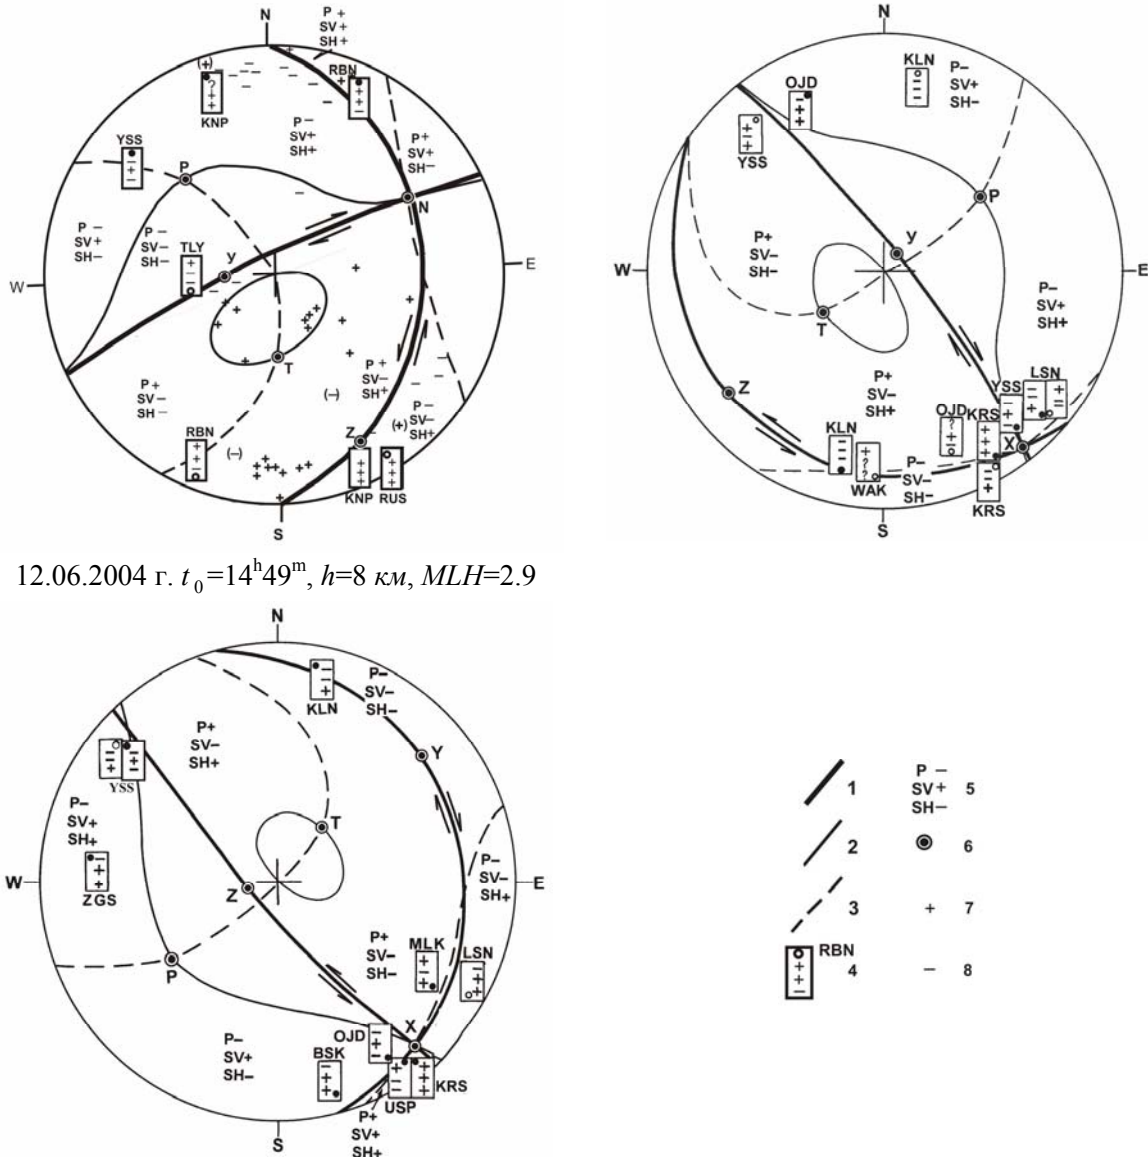 N
P +
SV+
SH+
(+)
RBN
KNP
YSS
P
P −
SV+
SH+
P +
SV+
SH−
N
P −
SV+
SH−
P −
SV−
SH−
TLY
У
W
E
T
P +
SV−
SH−
P +
SV−
SH+
(−)
P −
SV−
SH+
(+)
RBN
(−)
Z
KNP
RUS
S
N
KLN
P−
SV+
SH−
OJD
YSS
P
У
P+
SV−
SH−
W
E
T
P−
SV+
SH+
P+
SV−
SH+
Z
YSS
LSN
OJD
KRS
KLN
X
WAK
P−
SV−
SH−
KRS
S
12.06.2004 г. t0=14h49m, h=8 км, MLH=2.9
N
KLN
P−
SV−
SH−
P+
SV−
SH+
Y
YSS
P−
SV+
SH+
T
ZGS
W
E
Z
P−
SV−
SH+
P
P+
SV−
SH−
MLK
LSN
X
OJD
P−
SV+
SH−
BSK
KRS
USP
P+
SV+
SH+
S
1
P −
SV+
SH−
5
2
6
3
+
7
RBN
4
−
8